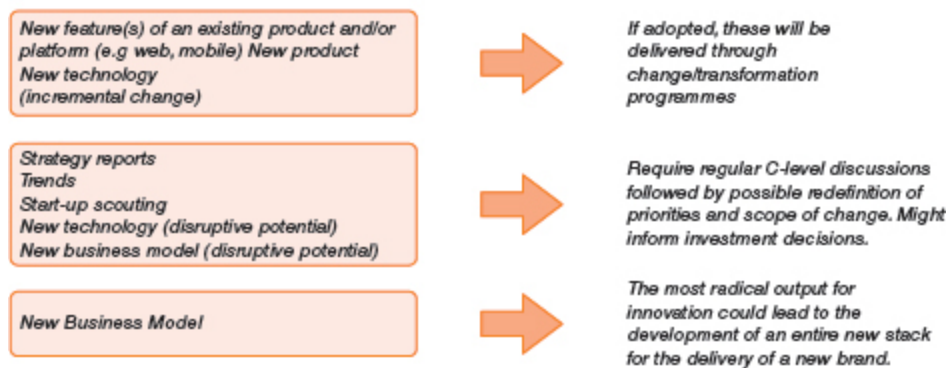 New feature(s) of an existing product and/or
platform (e.g web, mobile) New product
New technology
(incremental change)
If adopted, these will be
delivered through
change/transformation
programmes
Strategy reports
Trends
Start-up scouting
New technology (disruptive potential)
New business model (disruptive potential)
Require regular C-level discussions
followed by possible redefinition of
priorities and scope of change. Might
inform investment decisions.
New Business Model
The most radical output for
innovation could lead to the
development of an entire new stack
for the delivery of a new brand.